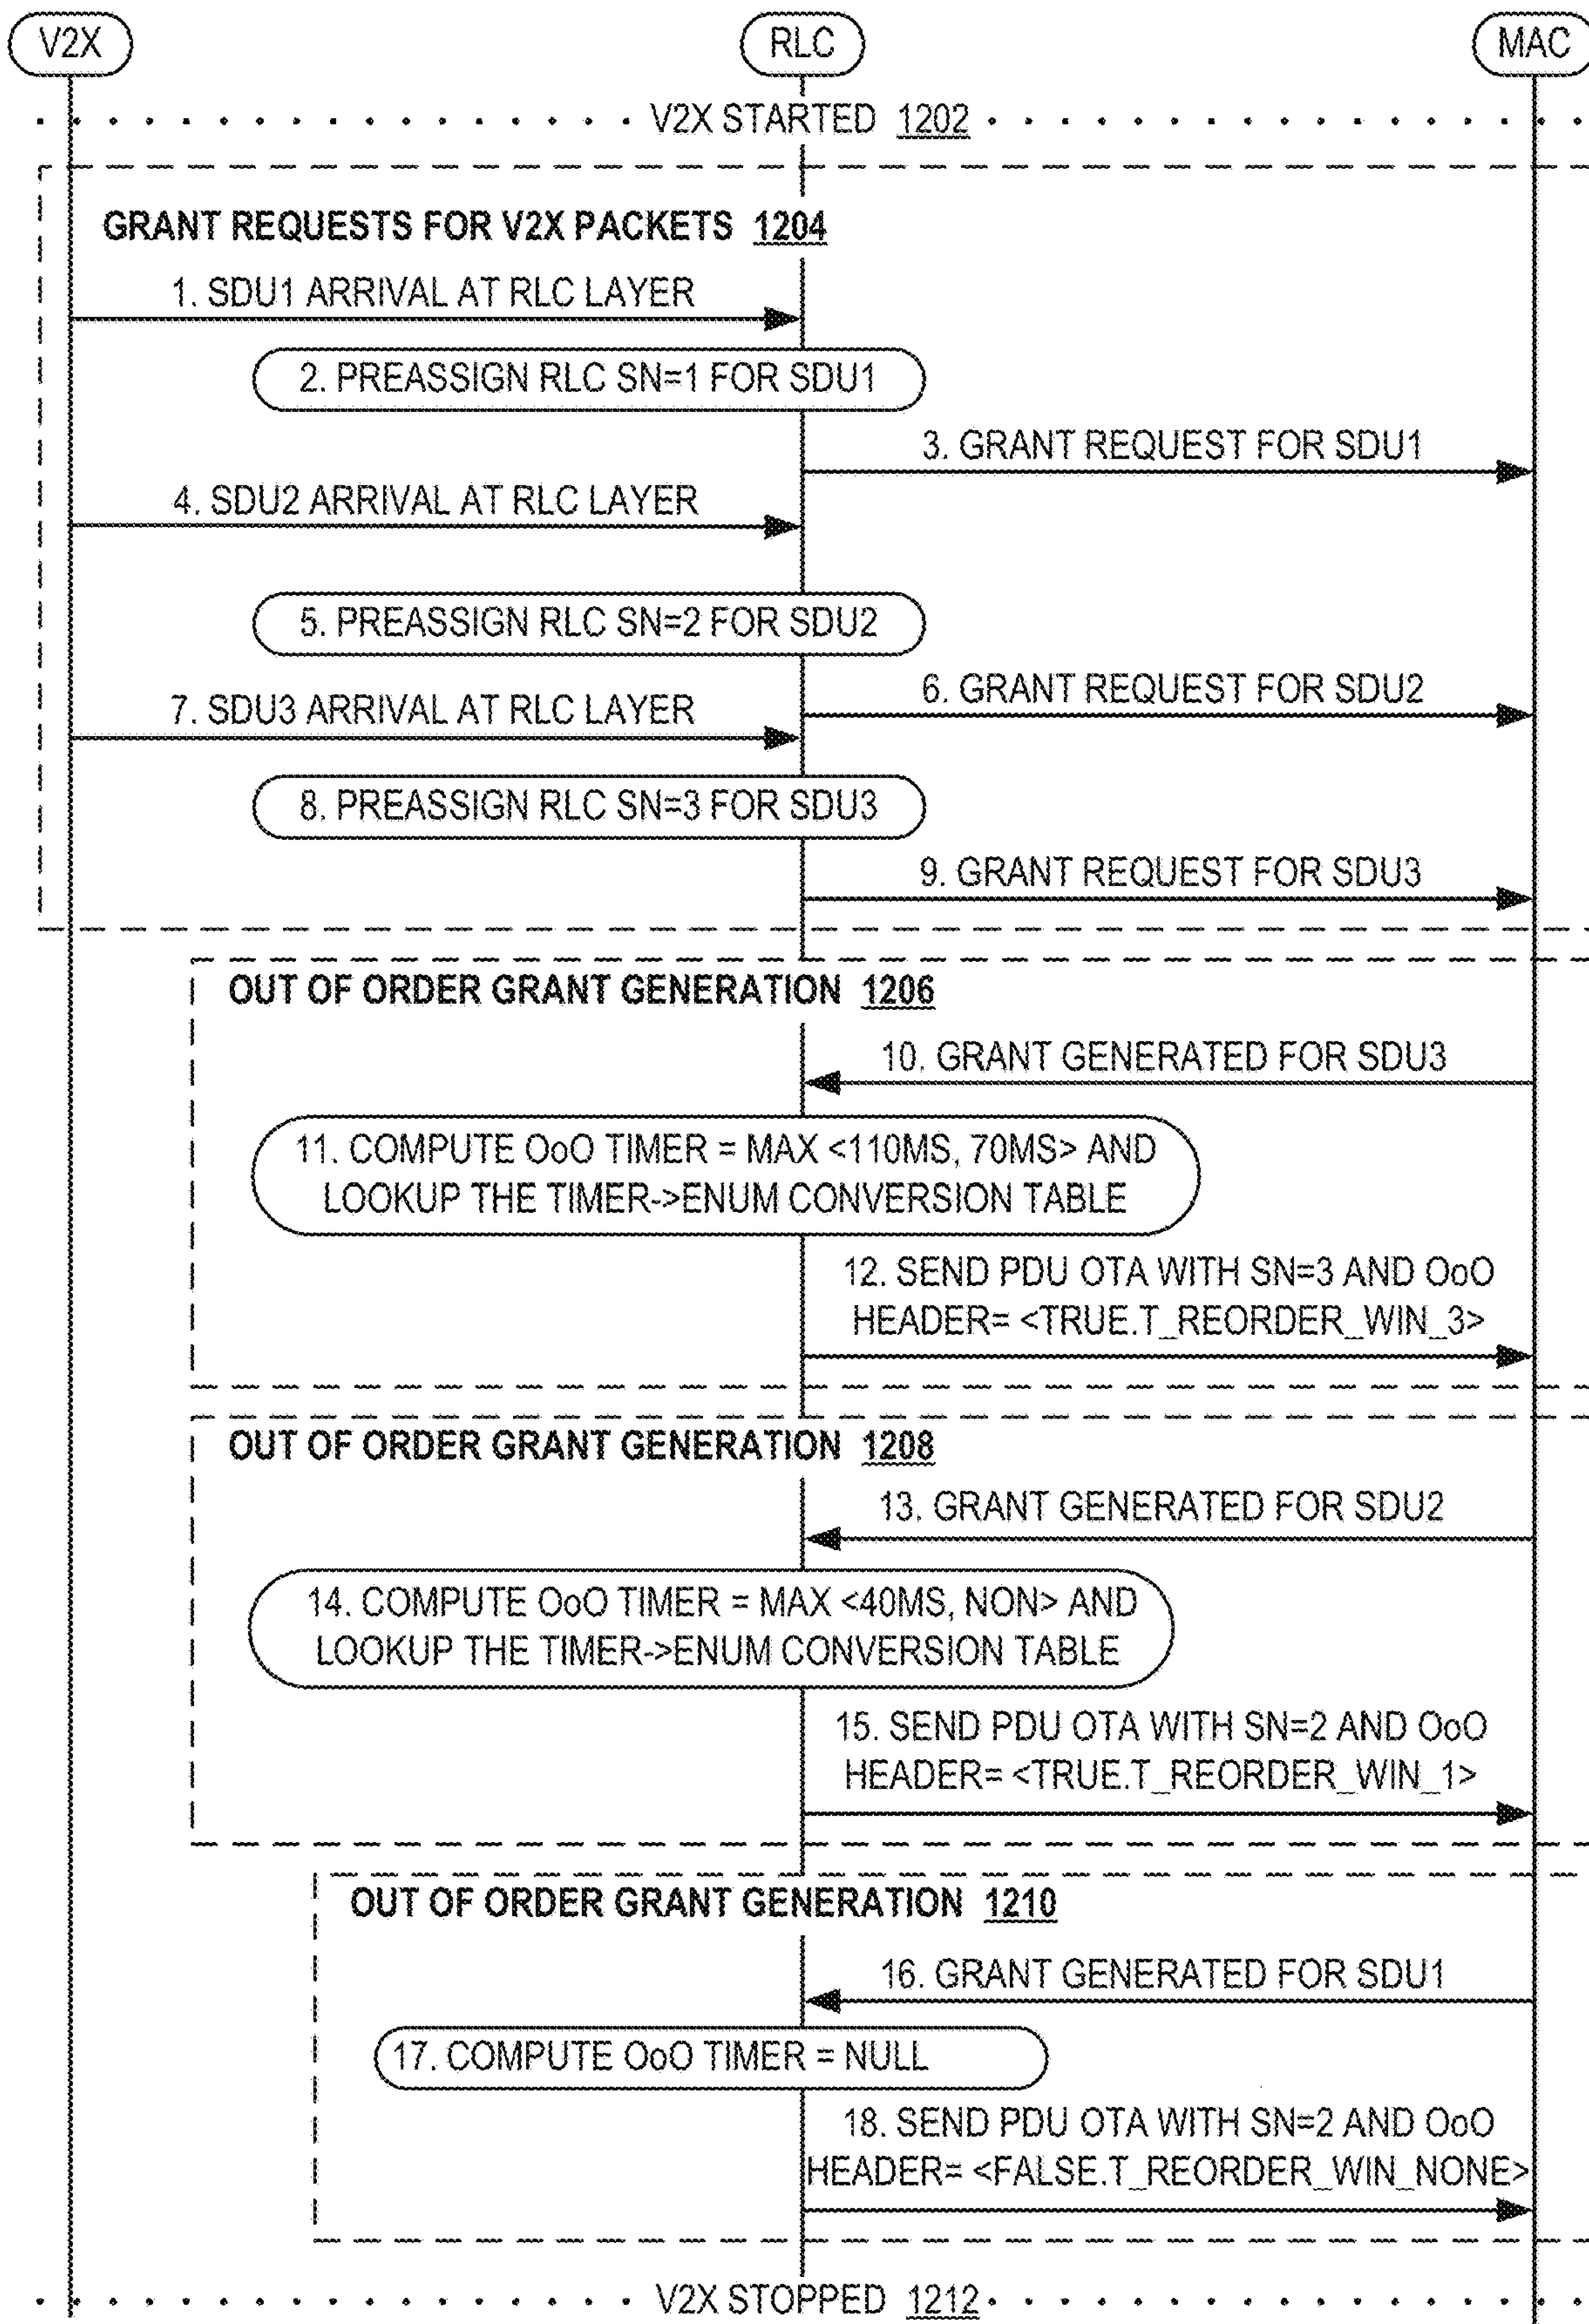 V2X
RLC
MAC
V2X STARTED 1202
GRANT REQUESTS FOR V2X PACKETS 1204
1. SDU1 ARRIVAL AT RLC LAYER
2. PREASSIGN RLC SN=1 FOR SDU1
3. GRANT REQUEST FOR SDU1
4. SDU2 ARRIVAL AT RLC LAYER
5. PREASSIGN RLC SN=2 FOR SDU2
6. GRANT REQUEST FOR SDU2
7. SDU3 ARRIVAL AT RLC LAYER
8. PREASSIGN RLC SN=3 FOR SDU3
9. GRANT REQUEST FOR SDU3
OUT OF ORDER GRANT GENERATION 1206
10. GRANT GENERATED FOR SDU3
11. COMPUTE OoO TIMER = MAX <110MS, 70MS> AND
LOOKUP THE TIMER->ENUM CONVERSION TABLE
12. SEND PDU OTA WITH SN=3 AND OoO
HEADER= <TRUE.T_REORDER_WIN_3>
OUT OF ORDER GRANT GENERATION 1208
13. GRANT GENERATED FOR SDU2
14. COMPUTE OoO TIMER = MAX <40MS, NON> AND
LOOKUP THE TIMER->ENUM CONVERSION TABLE
15. SEND PDU OTA WITH SN=2 AND OoO
HEADER= <TRUE.T_REORDER_WIN_1>
OUT OF ORDER GRANT GENERATION 1210
16. GRANT GENERATED FOR SDU1
17. COMPUTE OoO TIMER = NULL
18. SEND PDU OTA WITH SN=2 AND OoO
HEADER= <FALSE.T_REORDER_WIN_NONE>
V2X STOPPED 1212